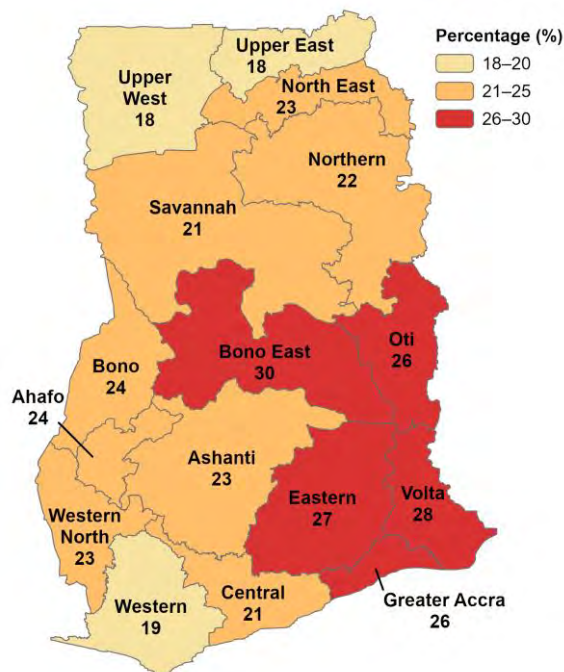 Upper East
18
Percentage (%)
18–20
21–25
26–30
Upper
West
18
North East
23
Northern
22
Savannah
21
Bono East
30
Oti
26
Bono
24
Ahafo
24
Ashanti
23
Eastern
27
Volta
28
Western
North
23
Central
21
Greater Accra
26
Western
19